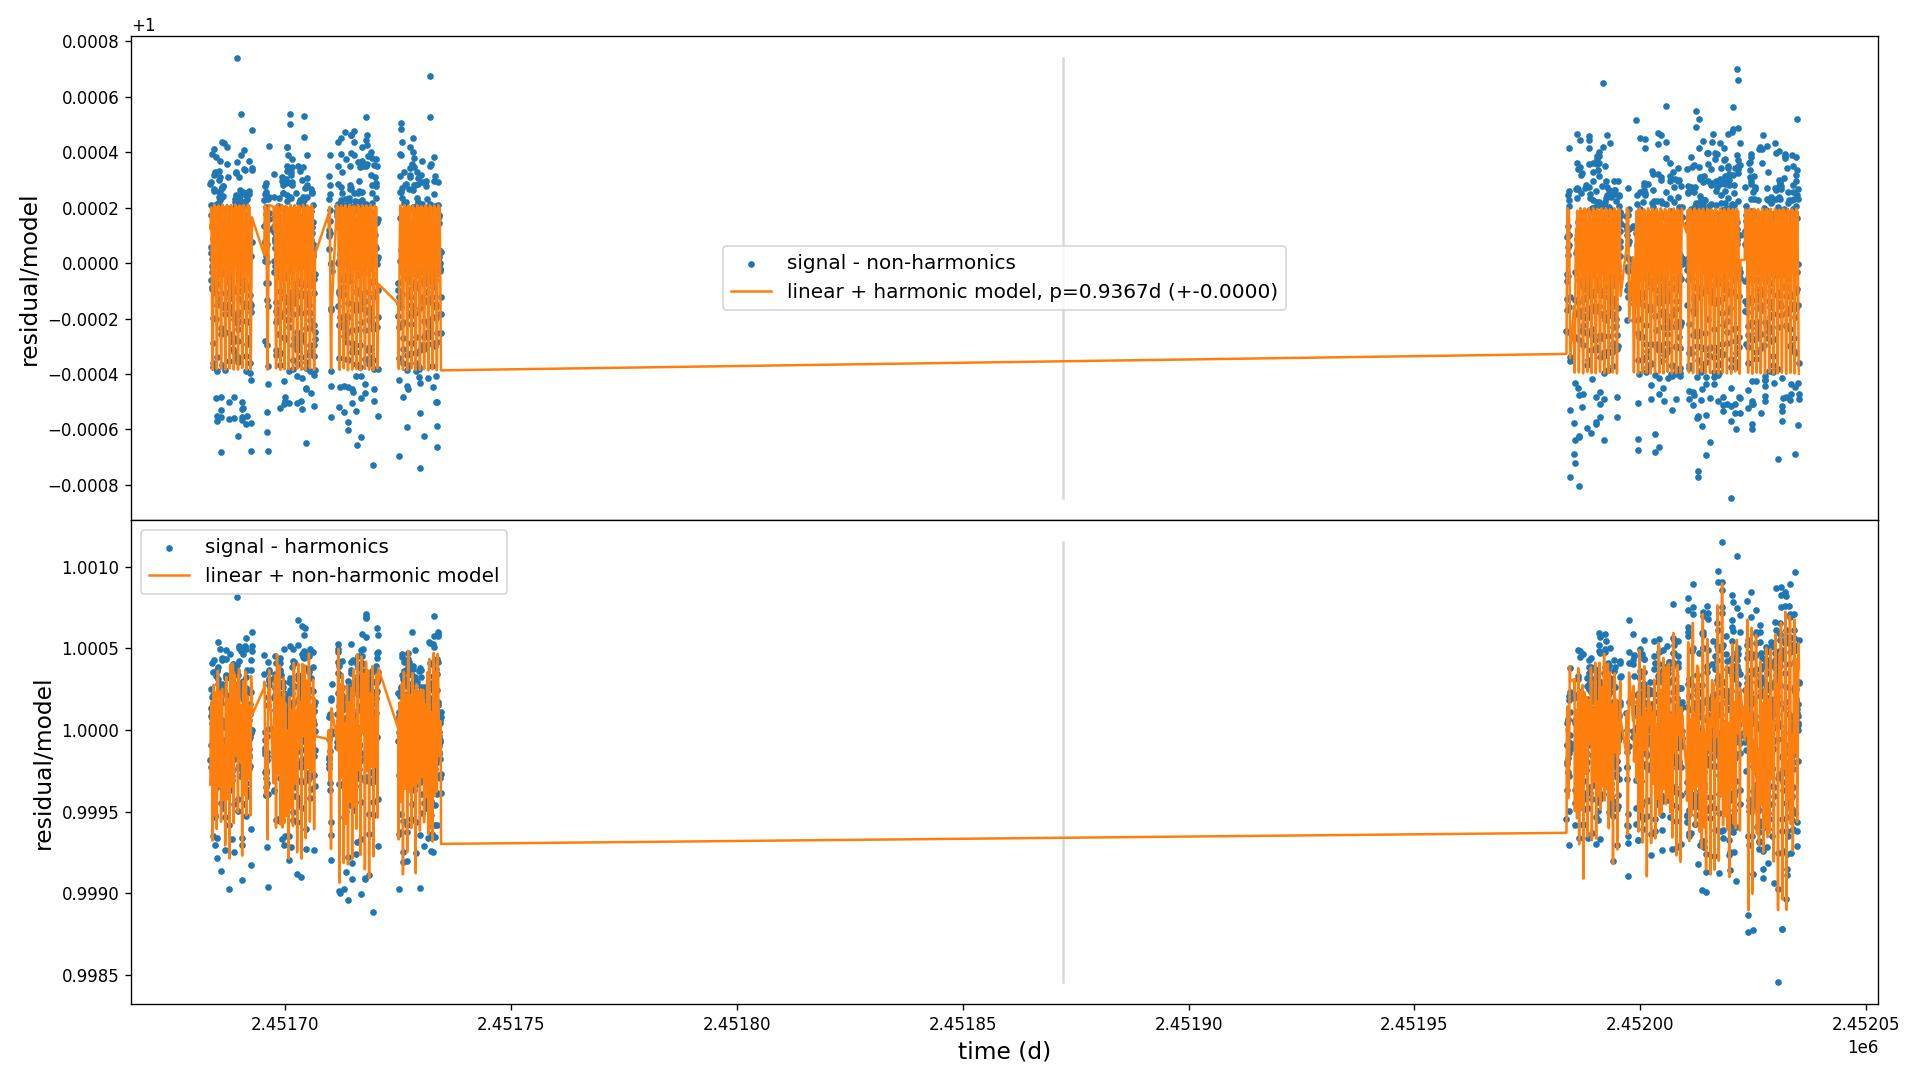 +1
0.0008
0.0006
0.0004
0.0002
0.0000
−0.0002
−0.0004
−0.0006
−0.0008
residual/model
signal - non-harmonics
linear + harmonic model, p=0.9367d (+-0.0000)
signal - harmonics
linear + non-harmonic model
1.0010
1.0005
1.0000
0.9995
0.9990
0.9985
residual/model
2.45170 2.45175 2.45180 2.45185 2.45190 2.45195 2.45200 2.45205
time (d)
1e6